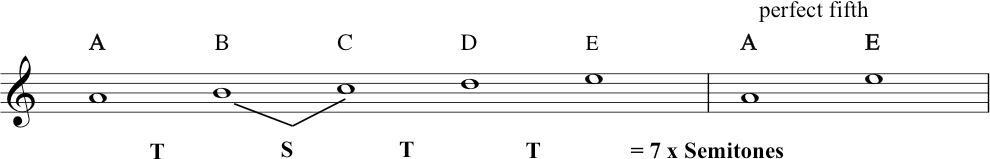 perfect fifth
A B C D E A E
T S T T = 7 x Semitones